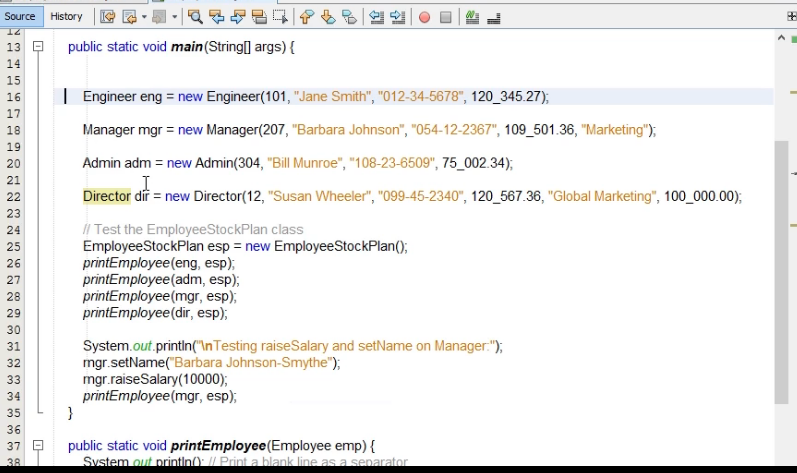 Source History
12
13 public static void main(String[] args) {
14
15
16 Engineer eng = new Engineer(101, "Jane Smith", "012-34-5678", 120_345.27);
17
18 Manager mgr = new Manager(207, "Barbara Johnson", "054-12-2367", 109_501.36, "Marketing");
19
20 Admin adm = new Admin(304, "Bill Munroe", "108-23-6509", 75_002.34);
21
22 Director dir = new Director(12, "Susan Wheeler", "099-45-2340", 120_567.36, "Global Marketing", 100_000.00);
23
24 // Test the EmployeeStockPlan class
25 EmployeeStockPlan esp = new EmployeeStockPlan();
26 printEmployee(eng, esp);
27 printEmployee(adm, esp);
28 printEmployee(mgr, esp);
29 printEmployee(dir, esp);
30
31 System.out.println("\nTesting raiseSalary and setName on Manager:");
32 mgr.setName("Barbara Johnson-Smythe");
33 mgr.raiseSalary(10000);
34 printEmployee(mgr, esp);
35 }
36
37 public static void printEmployee(Employee emp) {
38 System.out.println(); // Print a blank line as a separator